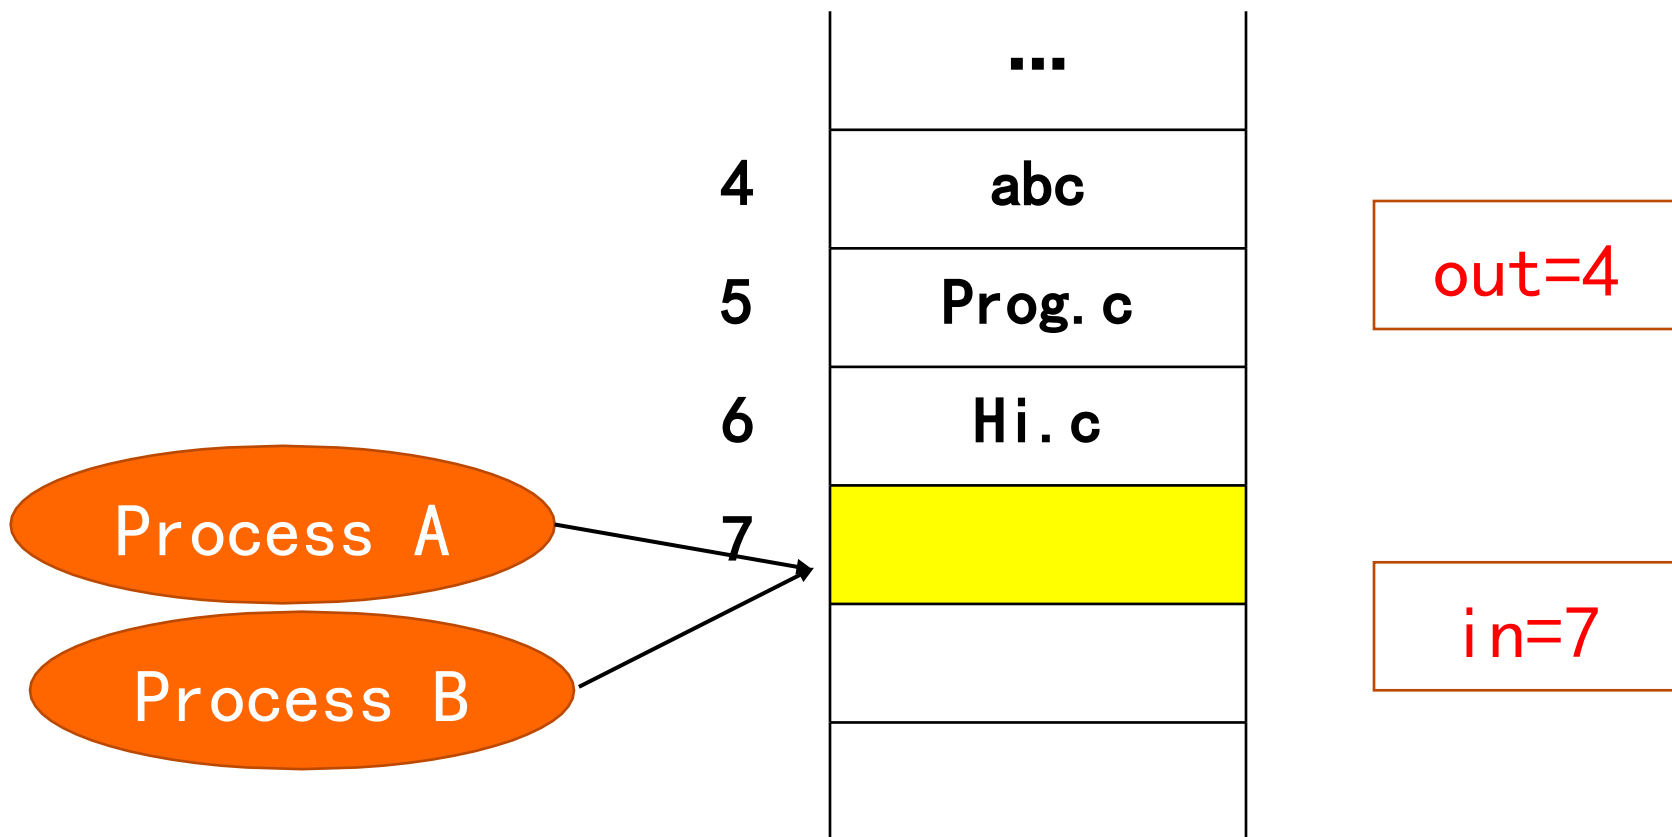 ...
4 abc
out=4
5 Prog.c
6 Hi.c
Process A
7
in=7
Process B